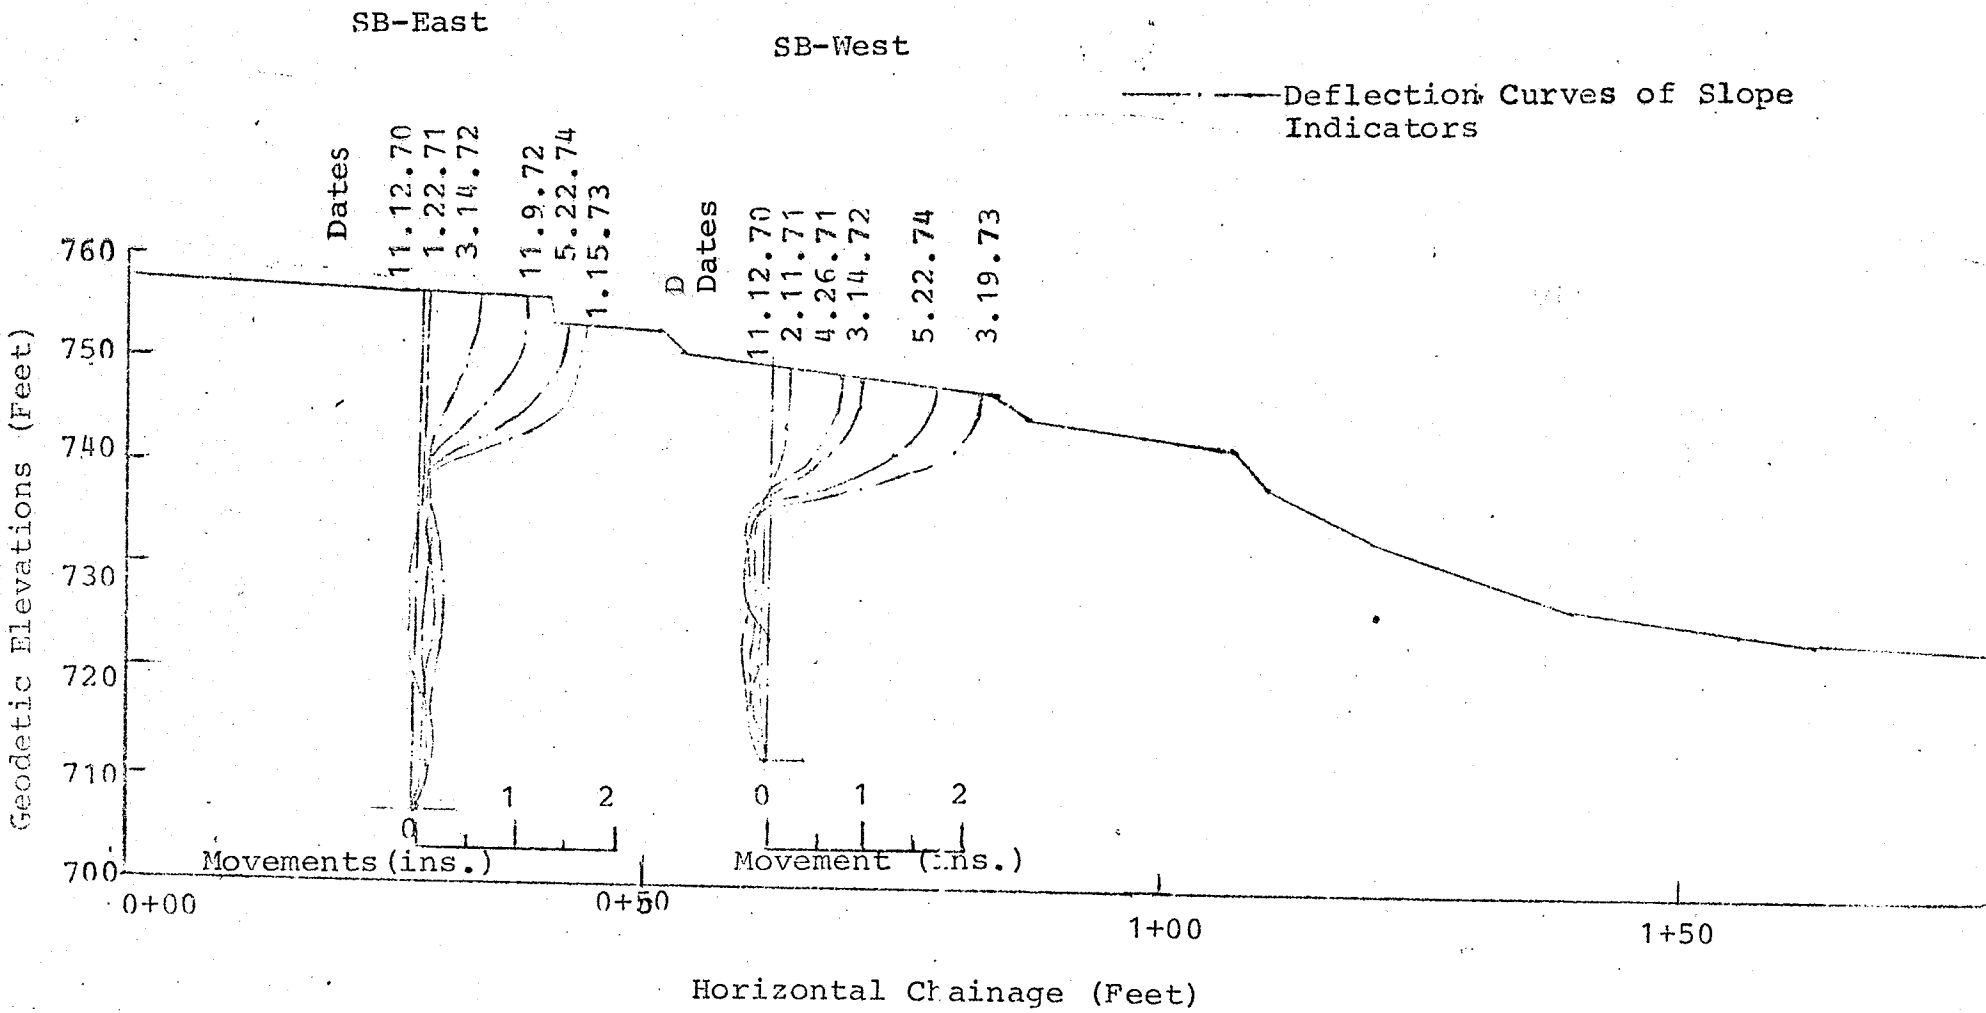 SB-East
SB-West
Deflection Curves of Slope
Indicators
Dates
11.12.70
1.22.71
3.14.72
11.9.72
5.22.74
1.15.73
D
Dates
11.12.70
2.11.71
4.26.71
3.14.72
5.22.74
3.19.73
Geodetic Elevations (Feet)
760
750
740
730
720
710
700
0 1 2
Movements (ins.)
0 1 2
Movement (ins.)
0+00 0+50 1+00 1+50
Horizontal Chainage (Feet)